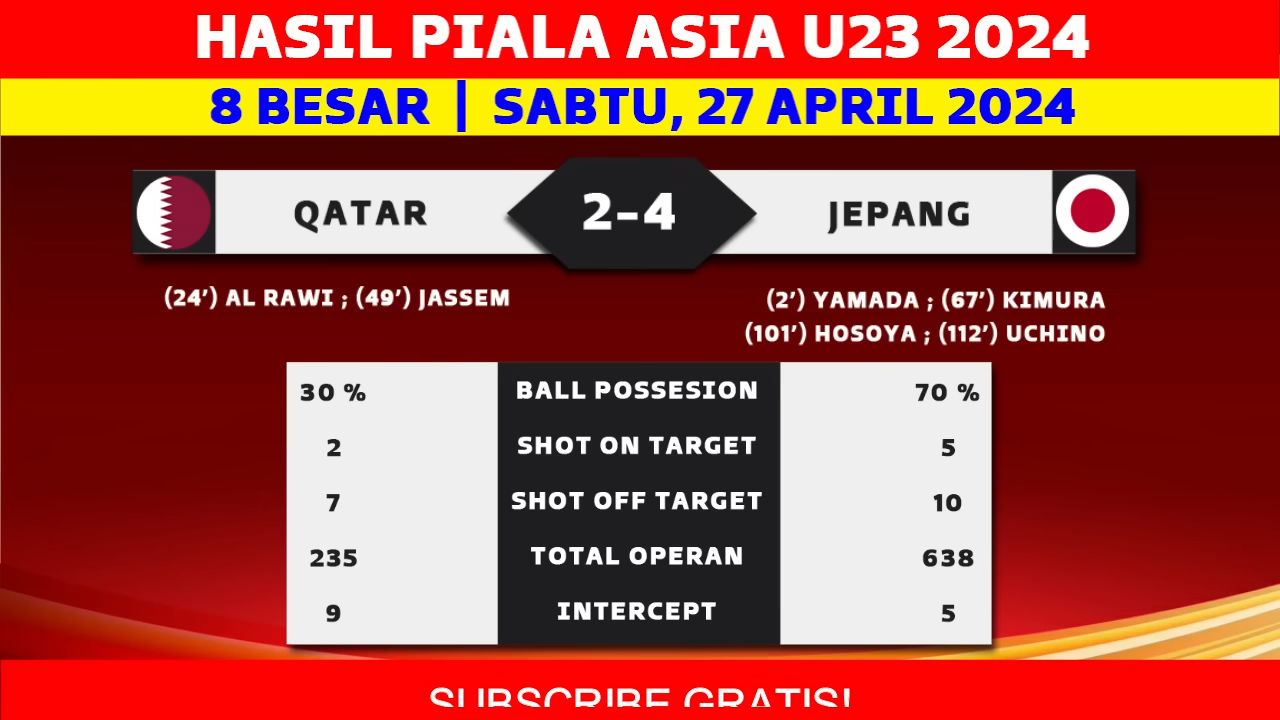 HASIL PIALA ASIA U23 2024
8 BESAR | SABTU, 27 APRIL 2024
QATAR 2-4 JEPANG
(24') AL RAWI ; (49') JASSEM
(2') YAMADA ; (67') KIMURA
(101') HOSOYA ; (112') UCHINO
30 % BALL POSSESION 70 %
2 SHOT ON TARGET 5
7 SHOT OFF TARGET 10
235 TOTAL OPERAN 638
9 INTERCEPT 5
SUBSCRIBE GRATIS!